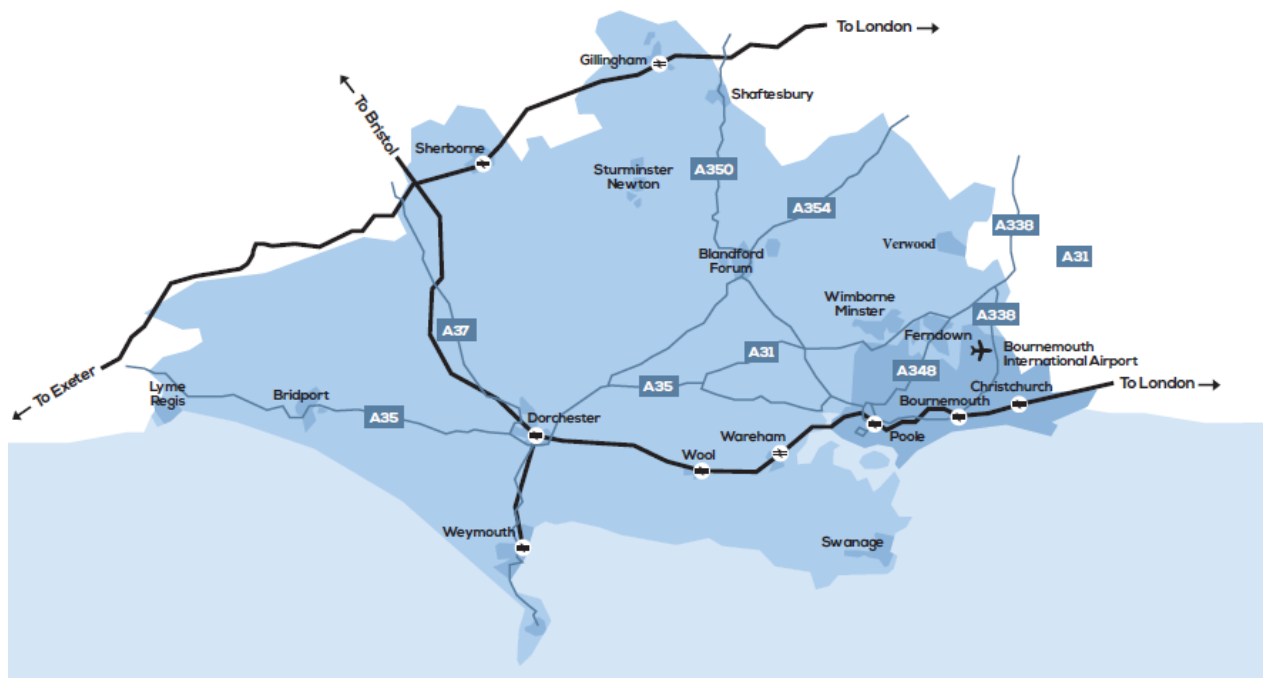 To London
Gillingham
Shaftesbury
To Bristol
Sherborne
Sturminster
Newton
A350
A354
A338
Verwood
A31
Blandford
Forum
Wimborne
Minster
A338
A37
Ferndown
Bournemouth
International Airport
A31
A348
To Exeter
Lyme
Regis
Bridport
A35
A35
Christchurch
To London
Bournemouth
Dorchester
Wareham
Poole
Wool
Weymouth
Swanage